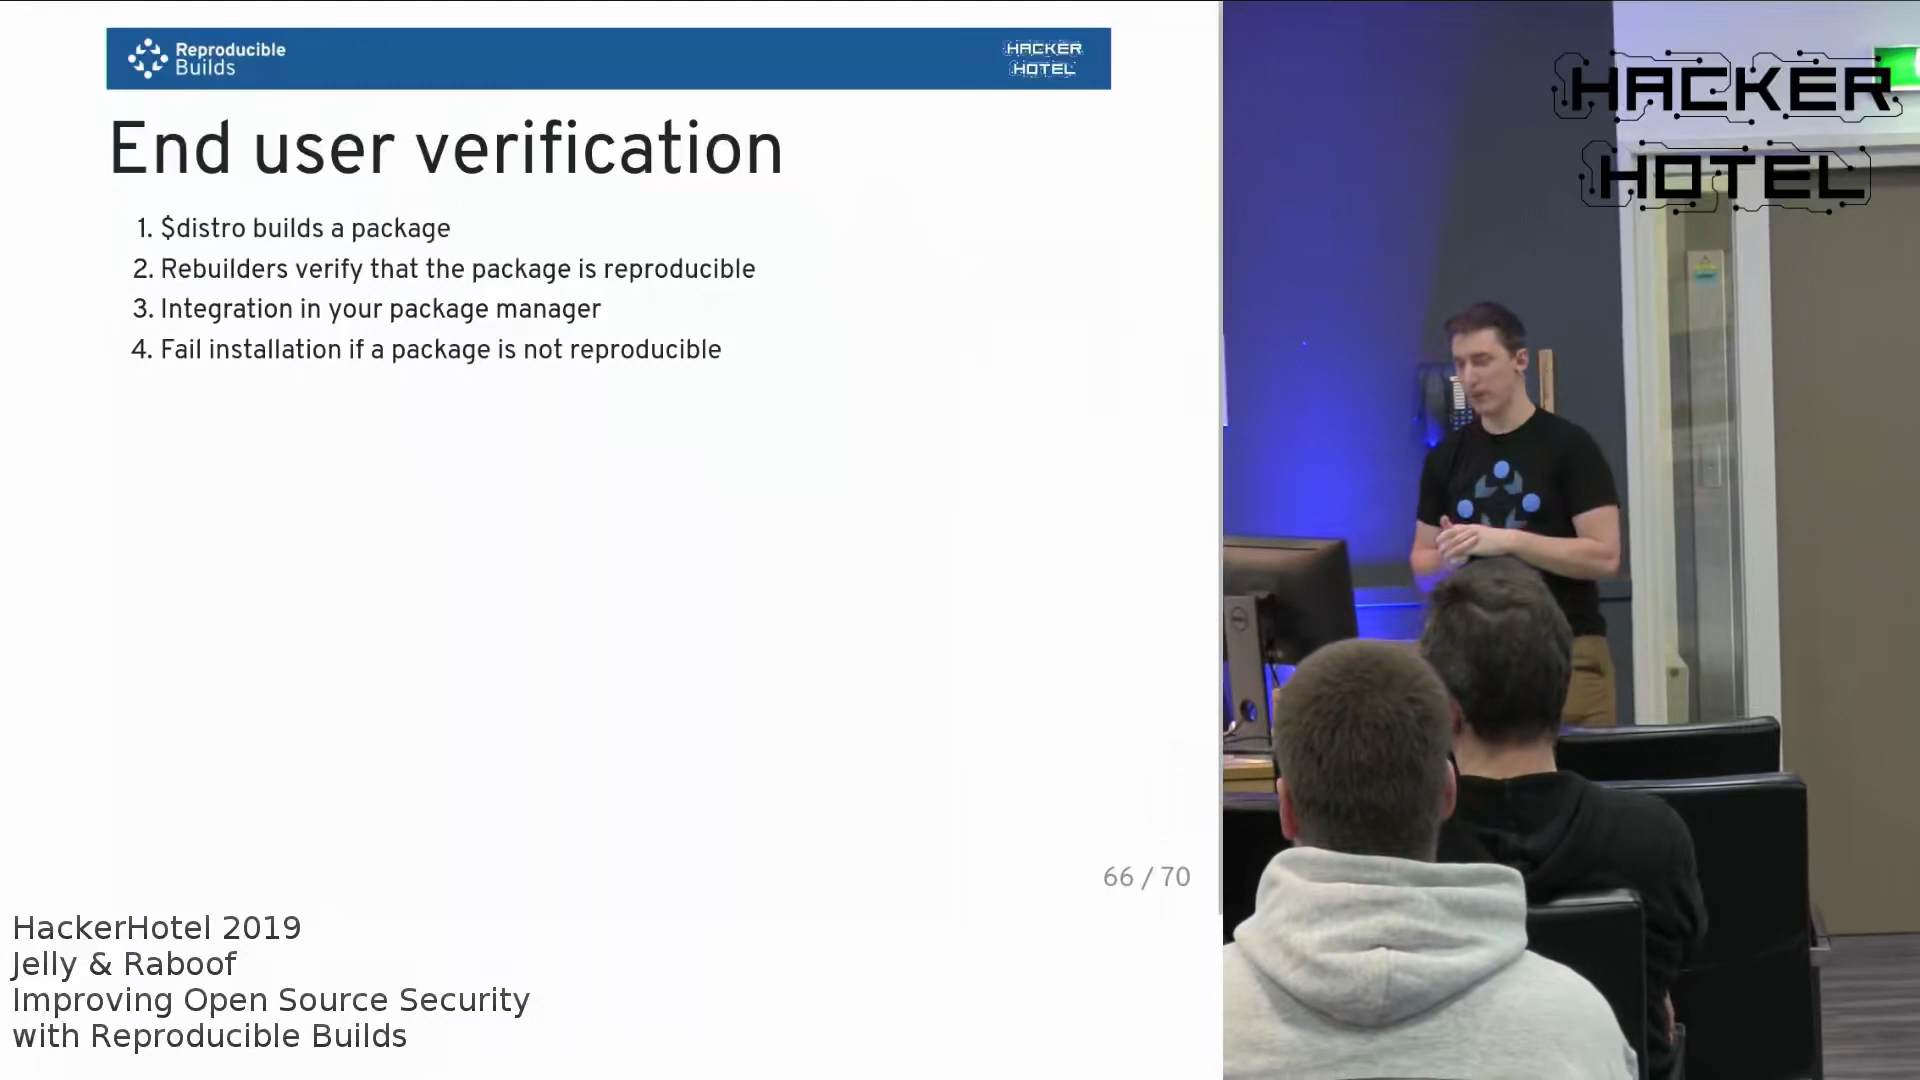 Reproducible
Builds
HACKER
HOTEL
End user verification
1. $distro builds a package
2. Rebuilders verify that the package is reproducible
3. Integration in your package manager
4. Fail installation if a package is not reproducible
66 / 70
HackerHotel 2019
Jelly & Raboof
Improving Open Source Security
with Reproducible Builds
HACKER
HOTEL